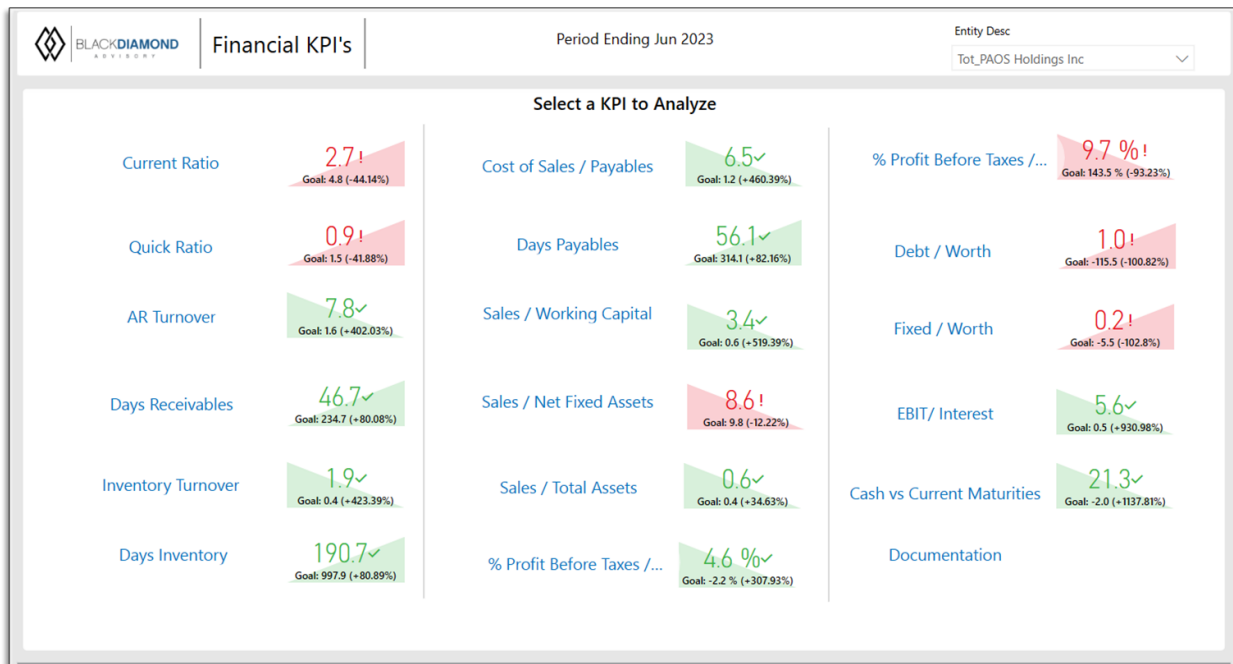 BLACKDIAMOND
ADVISORY
Financial KPI's
Period Ending Jun 2023
Entity Desc
Tot_PAOS Holdings Inc
Select a KPI to Analyze
Current Ratio
2.7!
Goal: 4.8 (-44.14%)
Quick Ratio
0.9!
Goal: 1.5 (-41.88%)
AR Turnover
7.8✓
Goal: 1.6 (+402.03%)
Days Receivables
46.7✓
Goal: 234.7 (+80.08%)
Inventory Turnover
1.9✓
Goal: 0.4 (+423.39%)
Days Inventory
190.7✓
Goal: 997.9 (+80.89%)
Cost of Sales / Payables
6.5✓
Goal: 1.2 (+460.39%)
Days Payables
56.1✓
Goal: 314.1 (+82.16%)
Sales / Working Capital
3.4✓
Goal: 0.6 (+519.39%)
Sales / Net Fixed Assets
8.6!
Goal: 9.8 (-12.22%)
Sales / Total Assets
0.6✓
Goal: 0.4 (+34.63%)
% Profit Before Taxes /...
4.6 %✓
Goal: -2.2 % (+307.93%)
% Profit Before Taxes /...
9.7 %!
Goal: 143.5 % (-93.23%)
Debt / Worth
1.0!
Goal: -115.5 (-100.82%)
Fixed / Worth
0.2!
Goal: -5.5 (-102.8%)
EBIT/ Interest
5.6✓
Goal: 0.5 (+930.98%)
Cash vs Current Maturities
21.3✓
Goal: -2.0 (+1137.81%)
Documentation